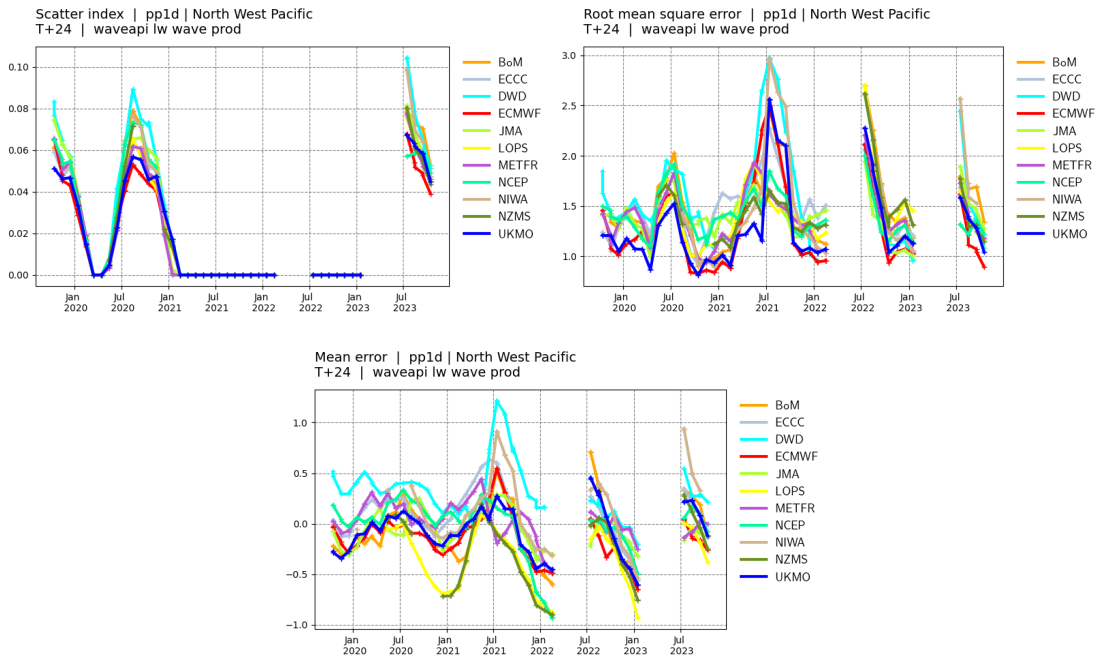 Scatter index | pp1d | North West Pacific
T+24 | waveapi lw wave prod
0.10
0.08
0.06
0.04
0.02
0.00
Jan
2020
Jul
2020
Jan
2021
Jul
2021
Jan
2022
Jul
2022
Jan
2023
Jul
2023
BoM
ECCC
DWD
ECMWF
JMA
LOPS
METFR
NCEP
NIWA
NZMS
UKMO
Root mean square error | pp1d | North West Pacific
T+24 | waveapi lw wave prod
3.0
2.5
2.0
1.5
1.0
Jan
2020
Jul
2020
Jan
2021
Jul
2021
Jan
2022
Jul
2022
Jan
2023
Jul
2023
BoM
ECCC
DWD
ECMWF
JMA
LOPS
METFR
NCEP
NIWA
NZMS
UKMO
Mean error | pp1d | North West Pacific
T+24 | waveapi lw wave prod
1.0
0.5
0.0
−0.5
−1.0
Jan
2020
Jul
2020
Jan
2021
Jul
2021
Jan
2022
Jul
2022
Jan
2023
Jul
2023
BoM
ECCC
DWD
ECMWF
JMA
LOPS
METFR
NCEP
NIWA
NZMS
UKMO